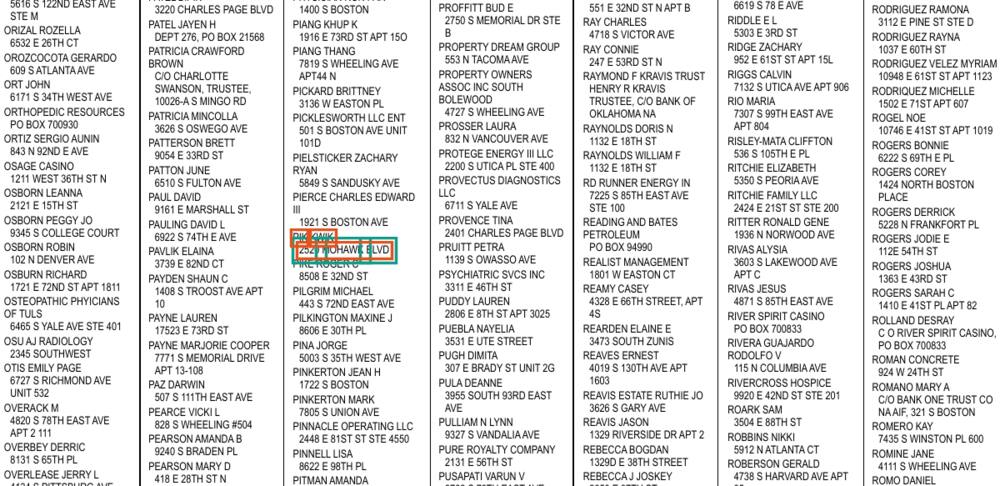 5616 S 122ND EAST AVE
STE M
ORIZAL ROZELLA
6532 E 26TH CT
OROZCOCOTA GERARDO
609 S ATLANTA AVE
ORT JOHN
6171 S 34TH WEST AVE
ORTHOPEDIC RESOURCES
PO BOX 700930
ORTIZ SERGIO AUNIN
843 N 92ND E AVE
OSAGE CASINO
1211 WEST 36TH ST N
OSBORN LEANNA
2121 E 15TH ST
OSBORN PEGGY JO
9345 S COLLEGE COURT
OSBORN ROBIN
102 N DENVER AVE
OSBURN RICHARD
1721 E 72ND ST APT 1811
OSTEOPATHIC PHYICIANS
OF TULS
6465 S YALE AVE STE 401
OSU AJ RADIOLOGY
2345 SOUTHWEST
OTIS EMILY PAGE
6727 S RICHMOND AVE
UNIT 532
OVERACK M
4820 S 78TH EAST AVE
APT 2 111
OVERBEY DERRIC
8131 S 65TH PL
OVERLEASE JERRY L
3220 CHARLES PAGE BLVD
PATEL JAYEN H
DEPT 276, PO BOX 21568
PATRICIA CRAWFORD
BROWN
C/O CHARLOTTE
SWANSON, TRUSTEE,
10026-A S MINGO RD
PATRICIA MINCOLLA
3626 S OSWEGO AVE
PATTERSON BRETT
9054 E 33RD ST
PATTON JUNE
6510 S FULTON AVE
PAUL DAVID
9161 E MARSHALL ST
PAULING DAVID L
6922 S 74TH E AVE
PAVLIK ELAINA
3739 E 82ND CT
PAYDEN SHAUN C
1408 S TROOST AVE APT
10
PAYNE LAUREN
17523 E 73RD ST
PAYNE MARJORIE COOPER
7771 S MEMORIAL DRIVE
APT 13-108
PAZ DARWIN
507 S 111TH EAST AVE
PEARCE VICKI L
828 S WHEELING #504
PEARSON AMANDA B
9240 S BRADEN PL
PEARSON MARY D
418 E 28TH ST N
1400 S BOSTON
PIANG KHUP K
1916 E 73RD ST APT 15O
PIANG THANG
7819 S WHEELING AVE
APT44 N
PICKARD BRITTNEY
3136 W EASTON PL
PICKLESWORTH LLC ENT
501 S BOSTON AVE UNIT
101D
PIELSTICKER ZACHARY
RYAN
5849 S SANDUSKY AVE
PIERCE CHARLES EDWARD
III
1921 S BOSTON AVE
PIK KWIK
2529 MOHAWK BLVD
PIKE ROGER C
8508 E 32ND ST
PILGRIM MICHAEL
443 S 72ND EAST AVE
PILKINGTON MAXINE J
8606 E 30TH PL
PINA JORGE
5003 S 35TH WEST AVE
PINKERTON JEAN H
1722 S BOSTON
PINKERTON MARK
7805 S UNION AVE
PINNACLE OPERATING LLC
2448 E 81ST ST STE 4550
PINNELL LISA
8622 E 98TH PL
PITMAN AMANDA
PROFFITT BUD E
2750 S MEMORIAL DR STE
B
PROPERTY DREAM GROUP
553 N TACOMA AVE
PROPERTY OWNERS
ASSOC INC SOUTH
BOLEWOOD
4727 S WHEELING AVE
PROSSER LAURA
832 N VANCOUVER AVE
PROTEGE ENERGY III LLC
2200 S UTICA PL STE 400
PROVECTUS DIAGNOSTICS
LLC
6711 S YALE AVE
PROVENCE TINA
2401 CHARLES PAGE BLVD
PRUITT PETRA
1139 S OWASSO AVE
PSYCHIATRIC SVCS INC
3311 E 46TH ST
PUDDY LAUREN
2806 E 8TH ST APT 3025
PUEBLA NAYELIA
3531 E UTE STREET
PUGH DIMITA
307 E BRADY ST UNIT 2G
PULA DEANNE
3955 SOUTH 93RD EAST
AVE
PULLIAM N LYNN
9327 S VANDALIA AVE
PURE ROYALTY COMPANY
2131 E 56TH ST
PUSAPATI VARUN V
551 E 32ND ST N APT B
RAY CHARLES
4718 S VICTOR AVE
RAY CONNIE
247 E 53RD ST N
RAYMOND F KRAVIS TRUST
HENRY R KRAVIS
TRUSTEE, C/O BANK OF
OKLAHOMA NA
RAYNOLDS DORIS N
1132 E 18TH ST
RAYNOLDS WILLIAM F
1132 E 18TH ST
RD RUNNER ENERGY IN
7225 S 85TH EAST AVE
STE 100
READING AND BATES
PETROLEUM
PO BOX 94990
REALIST MANAGEMENT
1801 W EASTON CT
REAMY CASEY
4328 E 66TH STREET, APT
4S
REARDEN ELAINE E
3473 SOUTH ZUNIS
REAVES ERNEST
4019 S 130TH AVE APT
1603
REAVIS ESTATE RUTHIE JO
3626 S GARY AVE
REAVIS JASON
1329 RIVERSIDE DR APT 2
REBECCA BOGDAN
1329D E 38TH STREET
REBECCA J JOSKEY
6619 S 78 E AVE
RIDDLE E L
5303 E 3RD ST
RIDGE ZACHARY
952 E 61ST ST APT 15L
RIGGS CALVIN
7132 S UTICA AVE APT 906
RIO MARIA
7307 S 99TH EAST AVE
APT 804
RISLEY-MATA CLIFTTON
536 S 105TH E PL
RITCHIE ELIZABETH
5350 S PEORIA AVE
RITCHIE FAMILY LLC
2424 E 21ST ST STE 200
RITTER RONALD GENE
1936 N NORWOOD AVE
RIVAS ALYSIA
3603 S LAKEWOOD AVE
APT C
RIVAS JESUS
4871 S 85TH EAST AVE
RIVER SPIRIT CASINO
PO BOX 700833
RIVERA GUAJARDO
RODOLFO V
115 N COLUMBIA AVE
RIVERCROSS HOSPICE
9920 E 42ND ST STE 201
ROARK SAM
3504 E 88TH ST
ROBBINS NIKKI
5912 N ATLANTI CT
ROBERSON GERALD
4738 S HARVARD AVE APT
RODRIGUEZ RAMONA
3112 E PINE ST STE D
RODRIGUEZ RAYNA
1037 E 60TH ST
RODRIGUEZ VELEZ MYRIAM
10948 E 61ST ST APT 1123
RODRIQUEZ MICHELLE
1502 E 71ST APT 607
ROGEL NOE
10746 E 41ST ST APT 1019
ROGERS BONNIE
6222 S 69TH E PL
ROGERS COREY
1424 NORTH BOSTON
PLACE
ROGERS DERRICK
5228 N FRANKFORT PL
ROGERS JODIE E
112E 54TH ST
ROGERS JOSHUA
1363 E 43RD ST
ROGERS SARAH C
1410 E 41ST PL APT 82
ROLLAND DESRAY
C O RIVER SPIRIT CASINO,
PO BOX 700833
ROMAN CONCRETE
924 W 24TH ST
ROMANO MARY A
C/O BANK ONE TRUST CO
NA AIF, 321 S BOSTON
ROMERO KAY
7435 S WINSTON PL 600
ROMINE JANE
4111 S WHEELING AVE
ROMO DANIEL